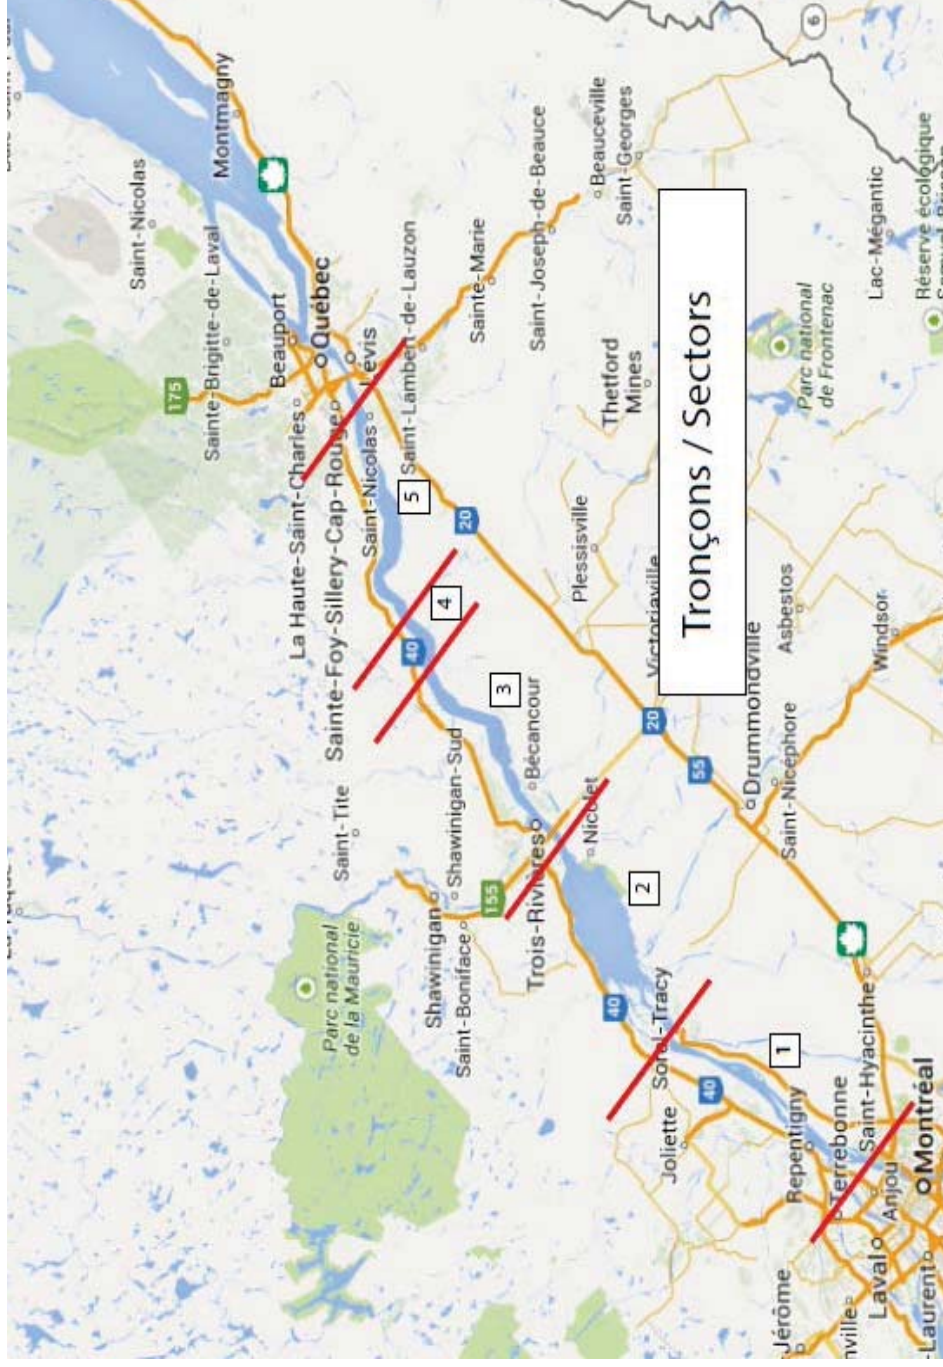 Saint-Nicolas
175
Sainte-Brigitte-de-Laval
Montmagny
6
Beauport
La Haute-Saint-Charles
Québec
Sainte-Foy-Sillery-Cap-Rouge
Parc national
de la Mauricie
Saint-Tite
Lévis
Saint-Nicolas
Saint-Lambert-de-Lauzon
40
5
Shawinigan
Shawinigan-Sud
Saint-Boniface
4
20
Sainte-Marie
155
3
Trois-Rivières
Bécancour
Saint-Joseph-de-Beauce
Nicolet
Plessisville
Beauceville
Saint-Georges
40
2
Thetford
Mines
Victoriaville
20
Sorel-Tracy
Joliette
40
55
Tronçons / Sectors
Drummondville
1
Jérôme
Repentigny
Saint-Nicéphore
Asbestos
Parc national
de Frontenac
Terrebonne
Saint-Hyacinthe
nville
Laval
Anjou
Windsor
Lac-Mégantic
-Laurent
Montréal
Réserve écologique